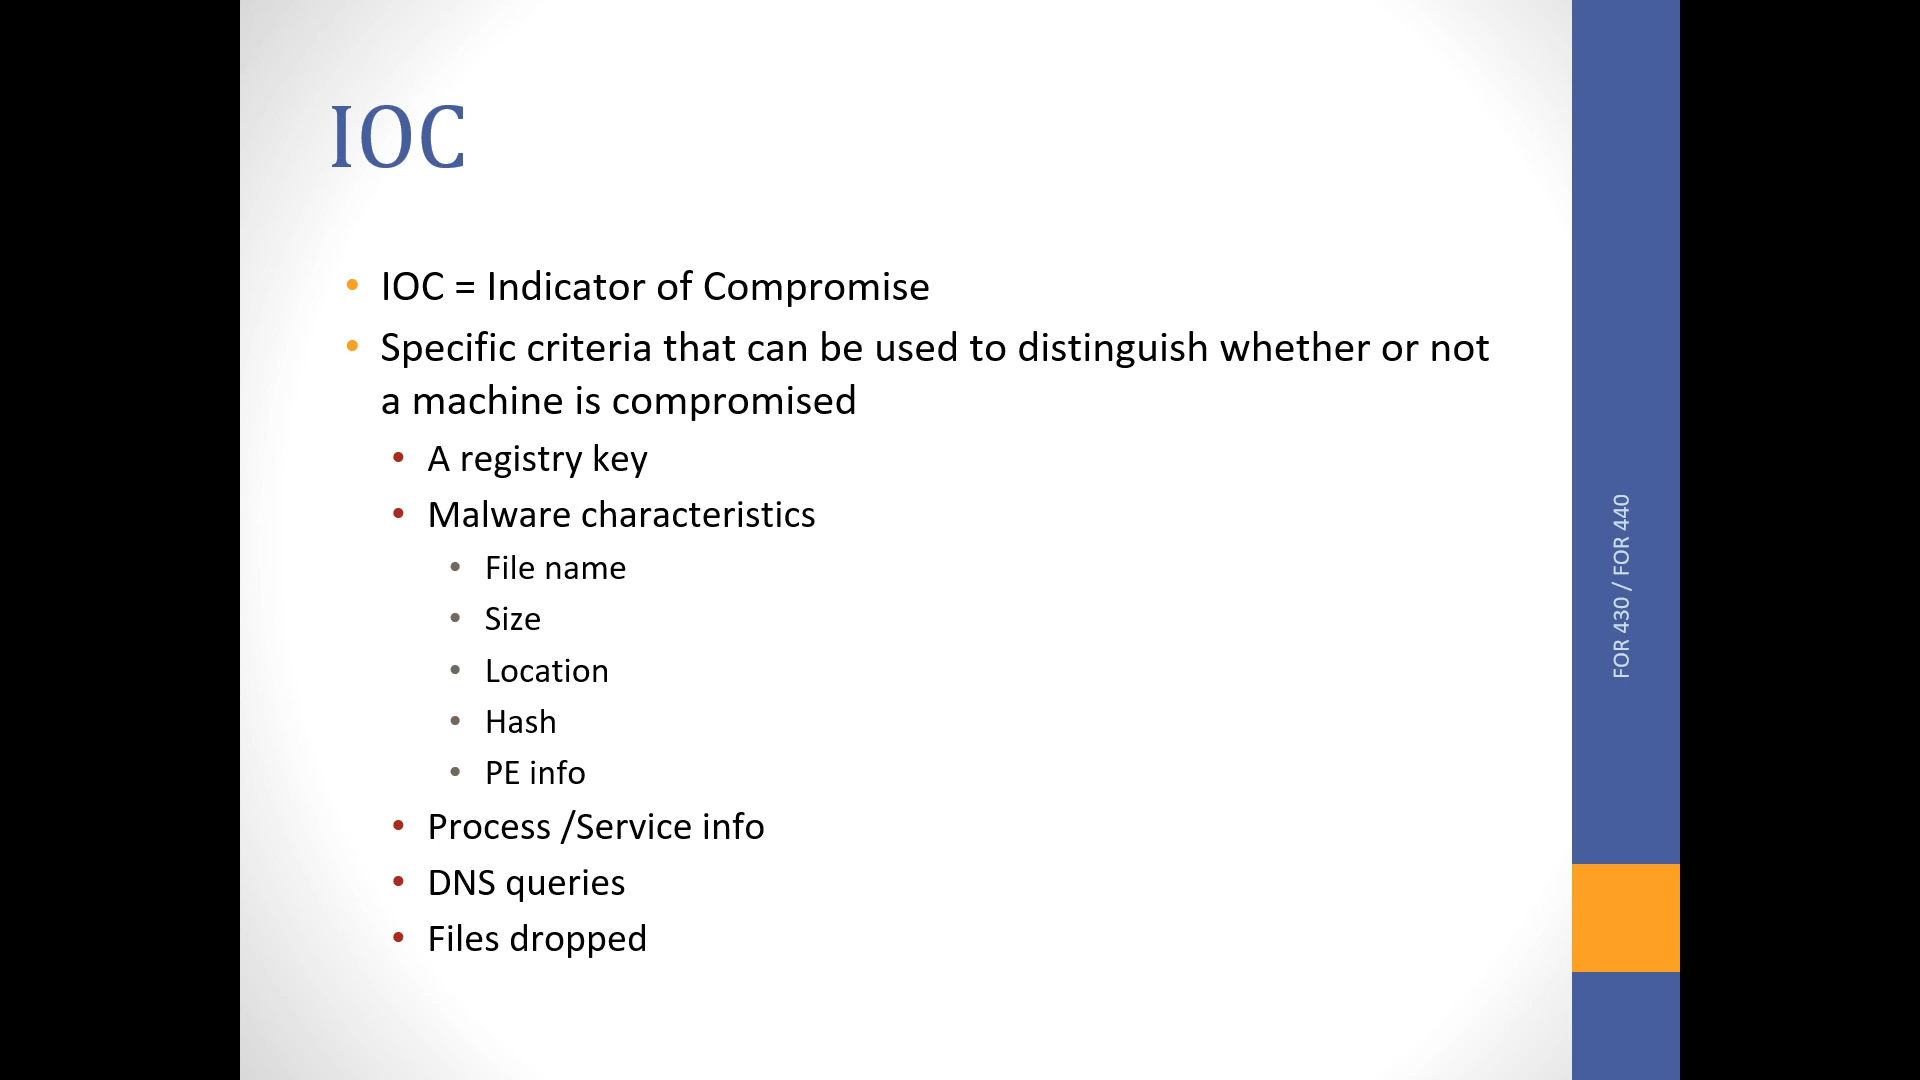 IOC
• IOC = Indicator of Compromise
• Specific criteria that can be used to distinguish whether or not
a machine is compromised
• A registry key
• Malware characteristics
• File name
• Size
• Location
• Hash
• PE info
• Process /Service info
• DNS queries
• Files dropped
FOR 430 / FOR 440